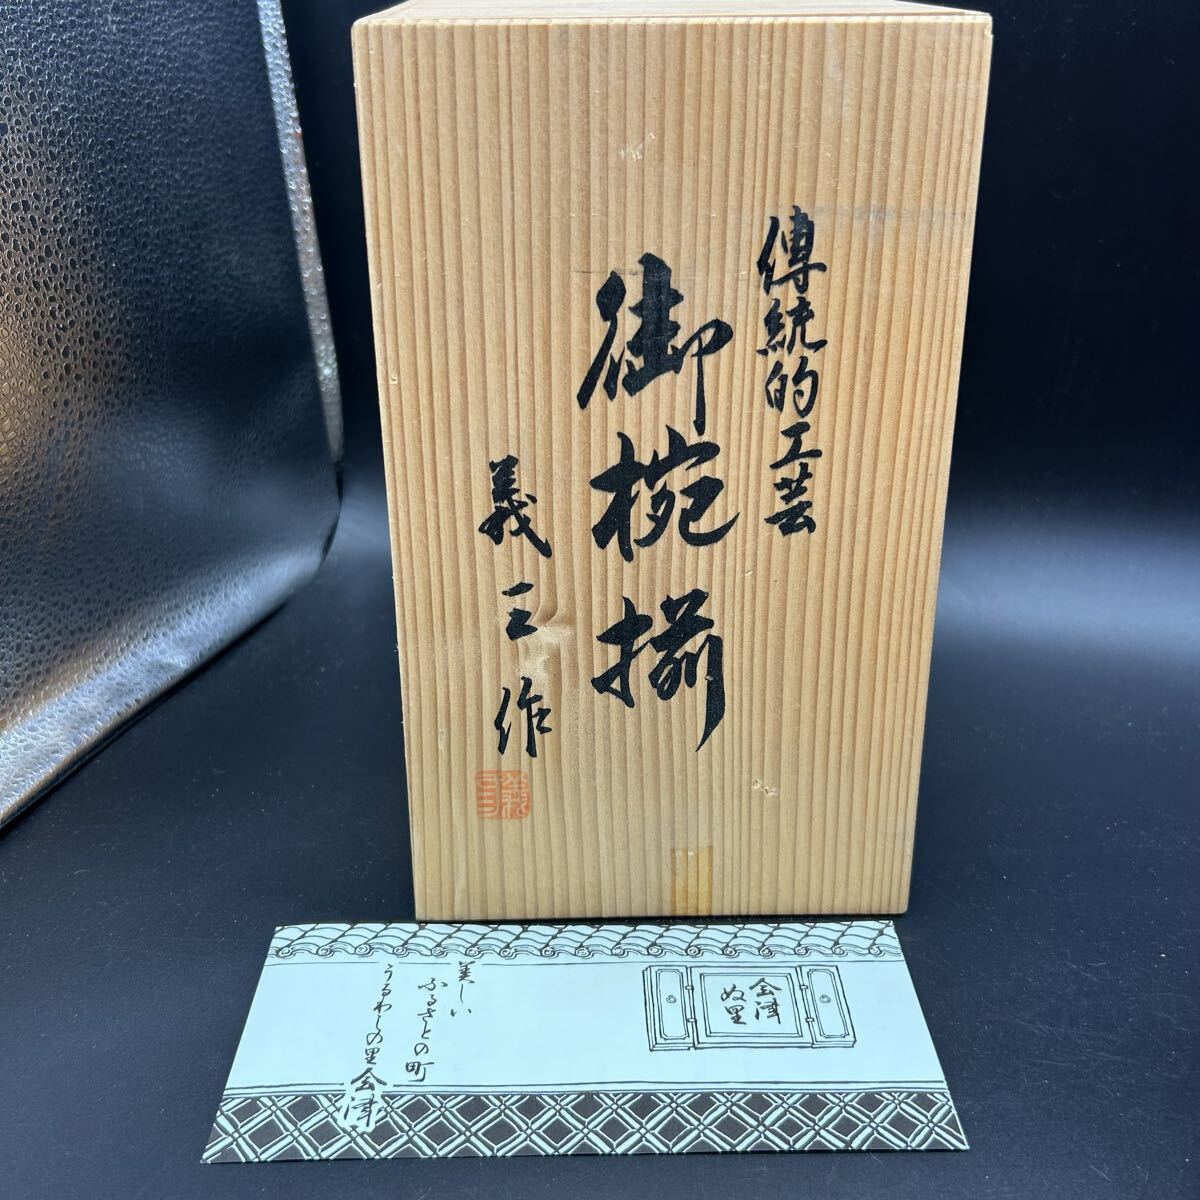 傳統的工芸
御椀揃
義三作
会津
ぬ里
美しい
ふるさとの町
うるわしの里会津